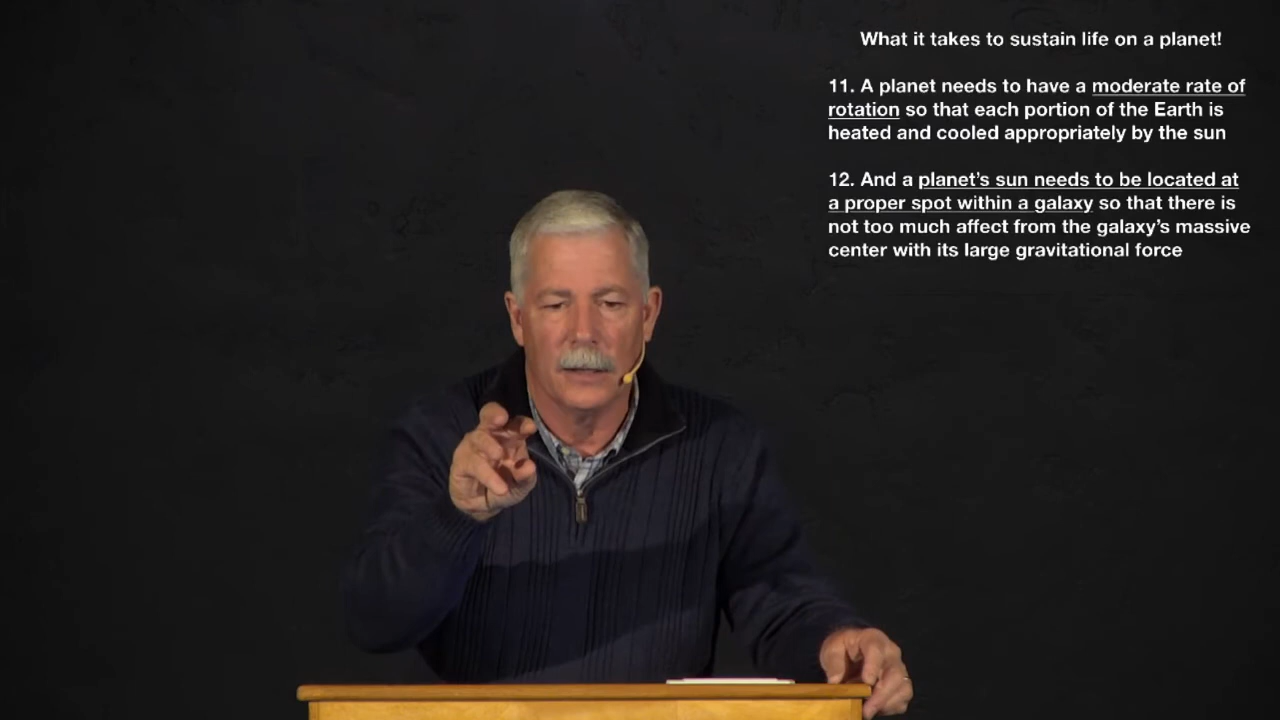 What it takes to sustain life on a planet!
11. A planet needs to have a moderate rate of
rotation so that each portion of the Earth is
heated and cooled appropriately by the sun
12. And a planet's sun needs to be located at
a proper spot within a galaxy so that there is
not too much affect from the galaxy's massive
center with its large gravitational force